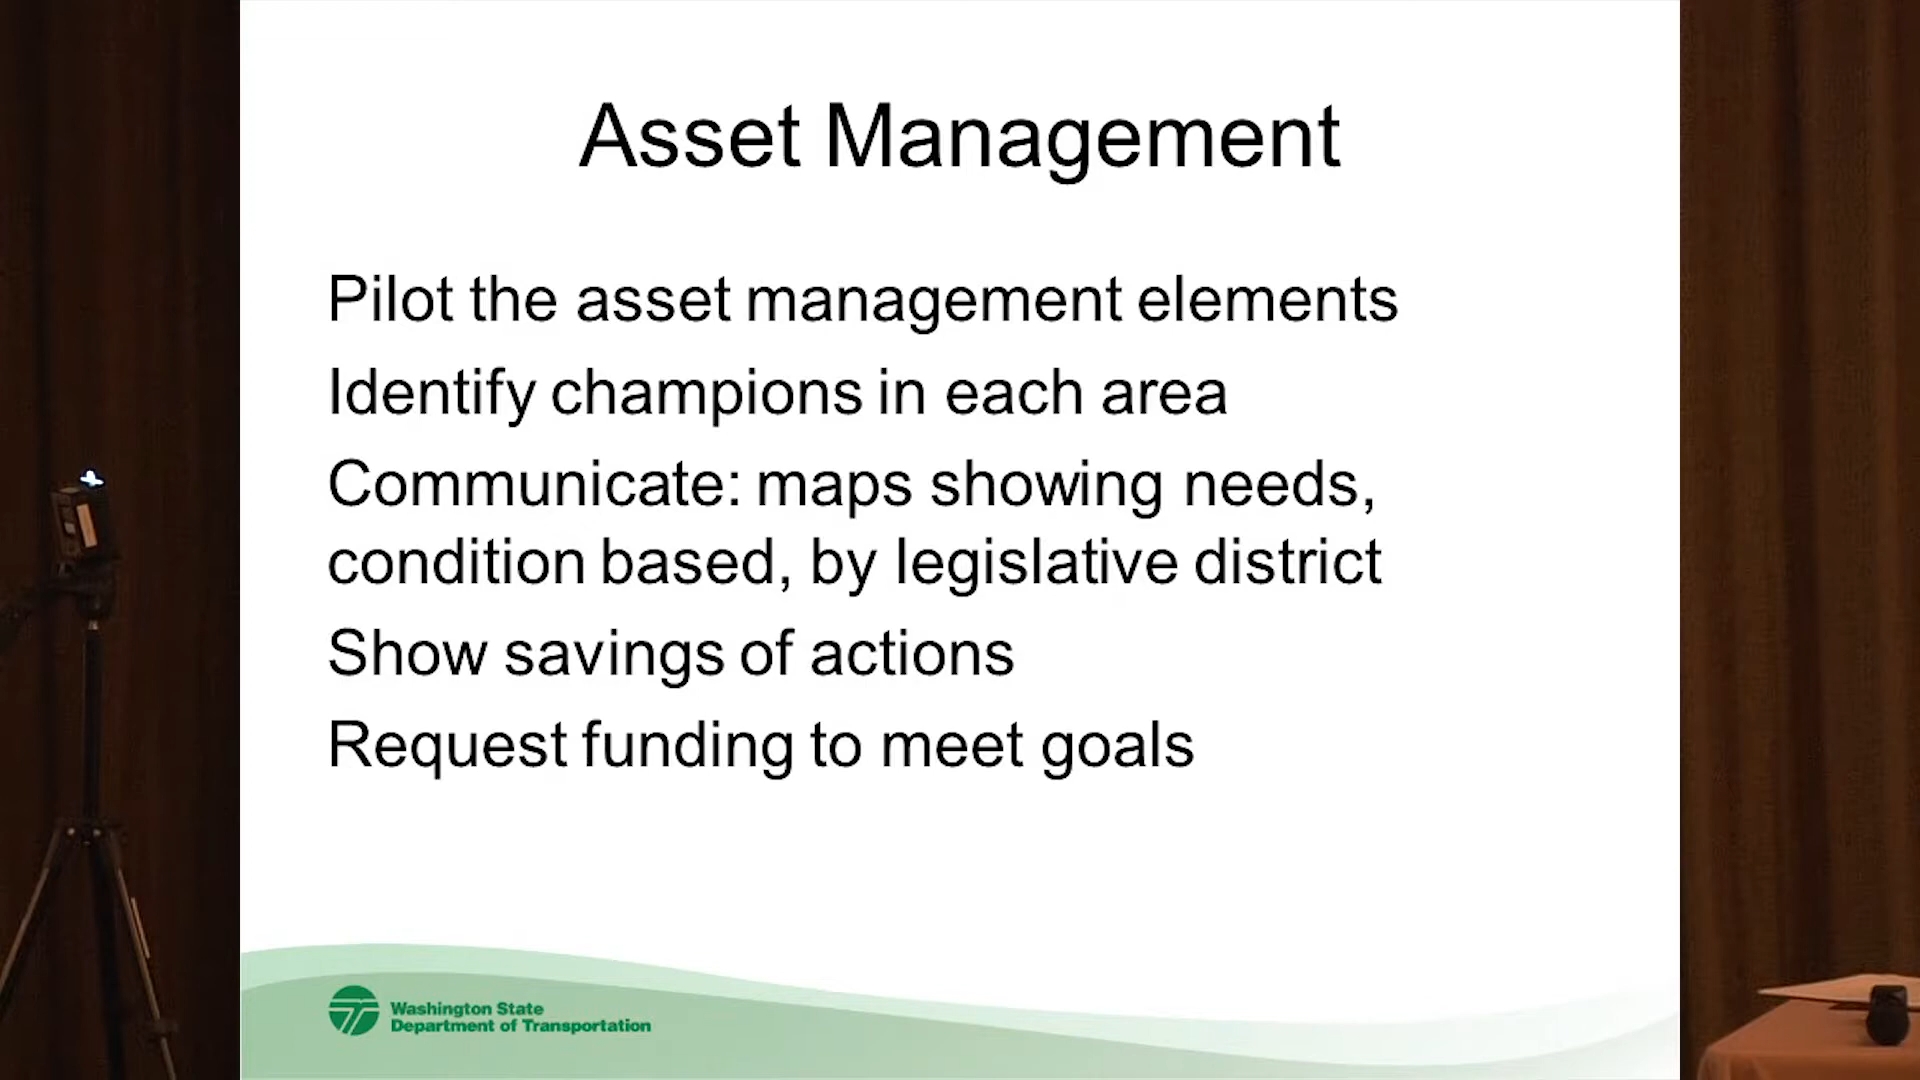 Asset Management
Pilot the asset management elements
Identify champions in each area
Communicate: maps showing needs,
condition based, by legislative district
Show savings of actions
Request funding to meet goals
Washington State
Department of Transportation